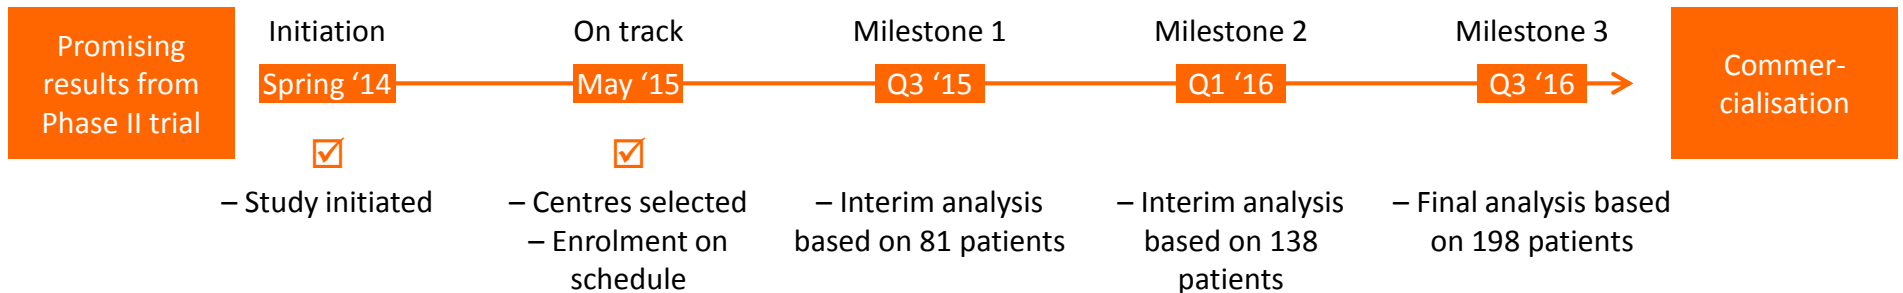 Promising
results from
Phase II trial
Initiation
Spring ‘14
– Study initiated
On track
May ‘15
– Centres selected
– Enrolment on
schedule
Milestone 1
Q3 ‘15
– Interim analysis
based on 81 patients
Milestone 2
Q1 ‘16
– Interim analysis
based on 138
patients
Milestone 3
Q3 ‘16
– Final analysis based
on 198 patients
Commer-
cialisation